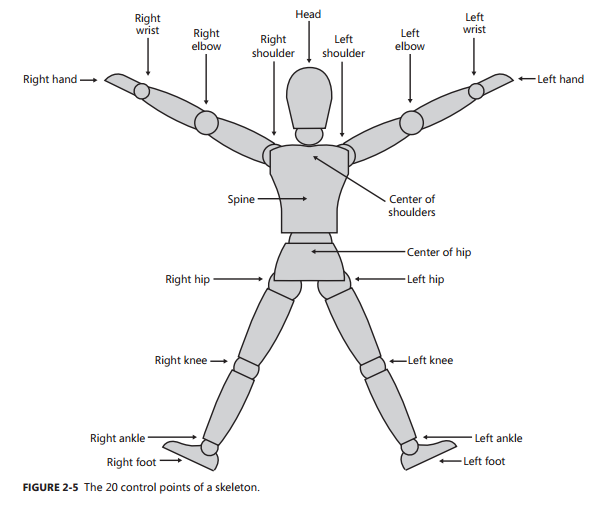 Head
Right
wrist
Left
wrist
Right
elbow
Right
shoulder
Left
shoulder
Left
elbow
Right hand
Left hand
Spine
Center of
shoulders
Center of hip
Right hip
Left hip
Right knee
Left knee
Right ankle
Left ankle
Right foot
Left foot
FIGURE 2-5 The 20 control points of a skeleton.